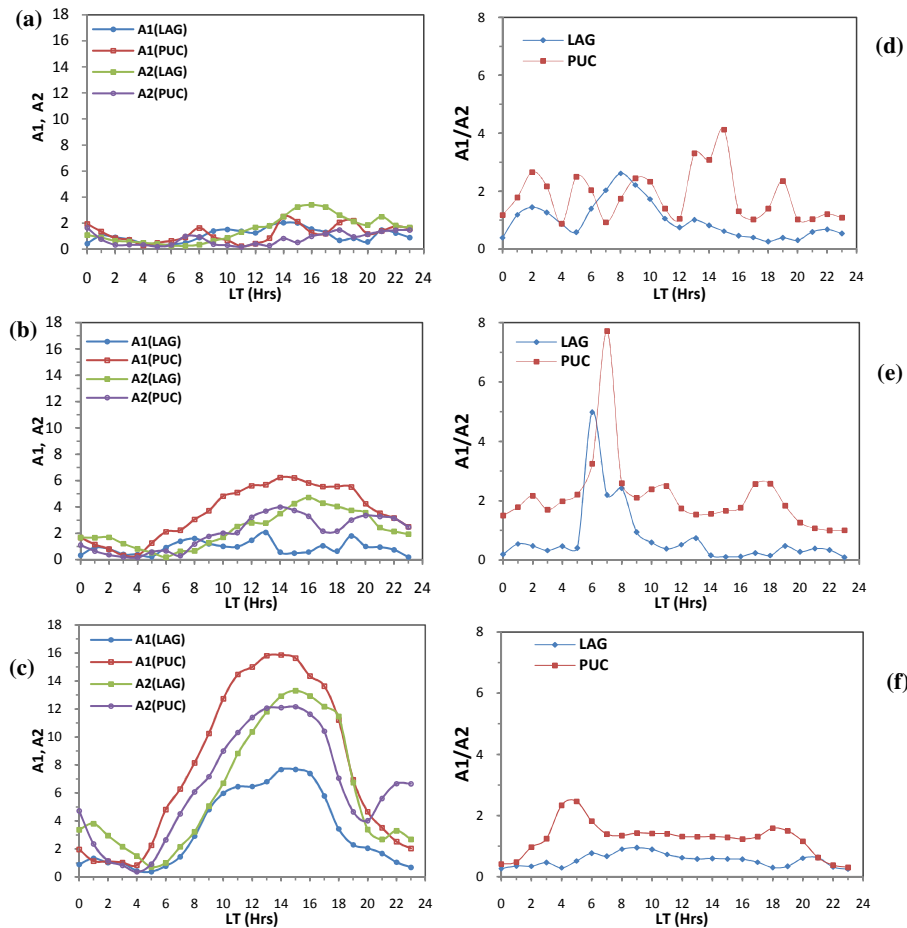 (a)
A1, A2
18
16
14
12
10
8
6
4
2
0
A1(LAG)
A1(PUC)
A2(LAG)
A2(PUC)
0 2 4 6 8 10 12 14 16 18 20 22 24
LT (Hrs)
(d)
A1/A2
8
6
4
2
0
LAG
PUC
0 2 4 6 8 10 12 14 16 18 20 22 24
LT (Hrs)
(b)
A1, A2
18
16
14
12
10
8
6
4
2
0
A1(LAG)
A1(PUC)
A2(LAG)
A2(PUC)
0 2 4 6 8 10 12 14 16 18 20 22 24
LT (Hrs)
(e)
A1/A2
8
6
4
2
0
LAG
PUC
0 2 4 6 8 10 12 14 16 18 20 22 24
LT (Hrs)
(c)
A1, A2
18
16
14
12
10
8
6
4
2
0
A1(LAG)
A1(PUC)
A2(LAG)
A2(PUC)
0 2 4 6 8 10 12 14 16 18 20 22 24
LT (Hrs)
(f)
A1/A2
8
6
4
2
0
LAG
PUC
0 2 4 6 8 10 12 14 16 18 20 22 24
LT (Hrs)